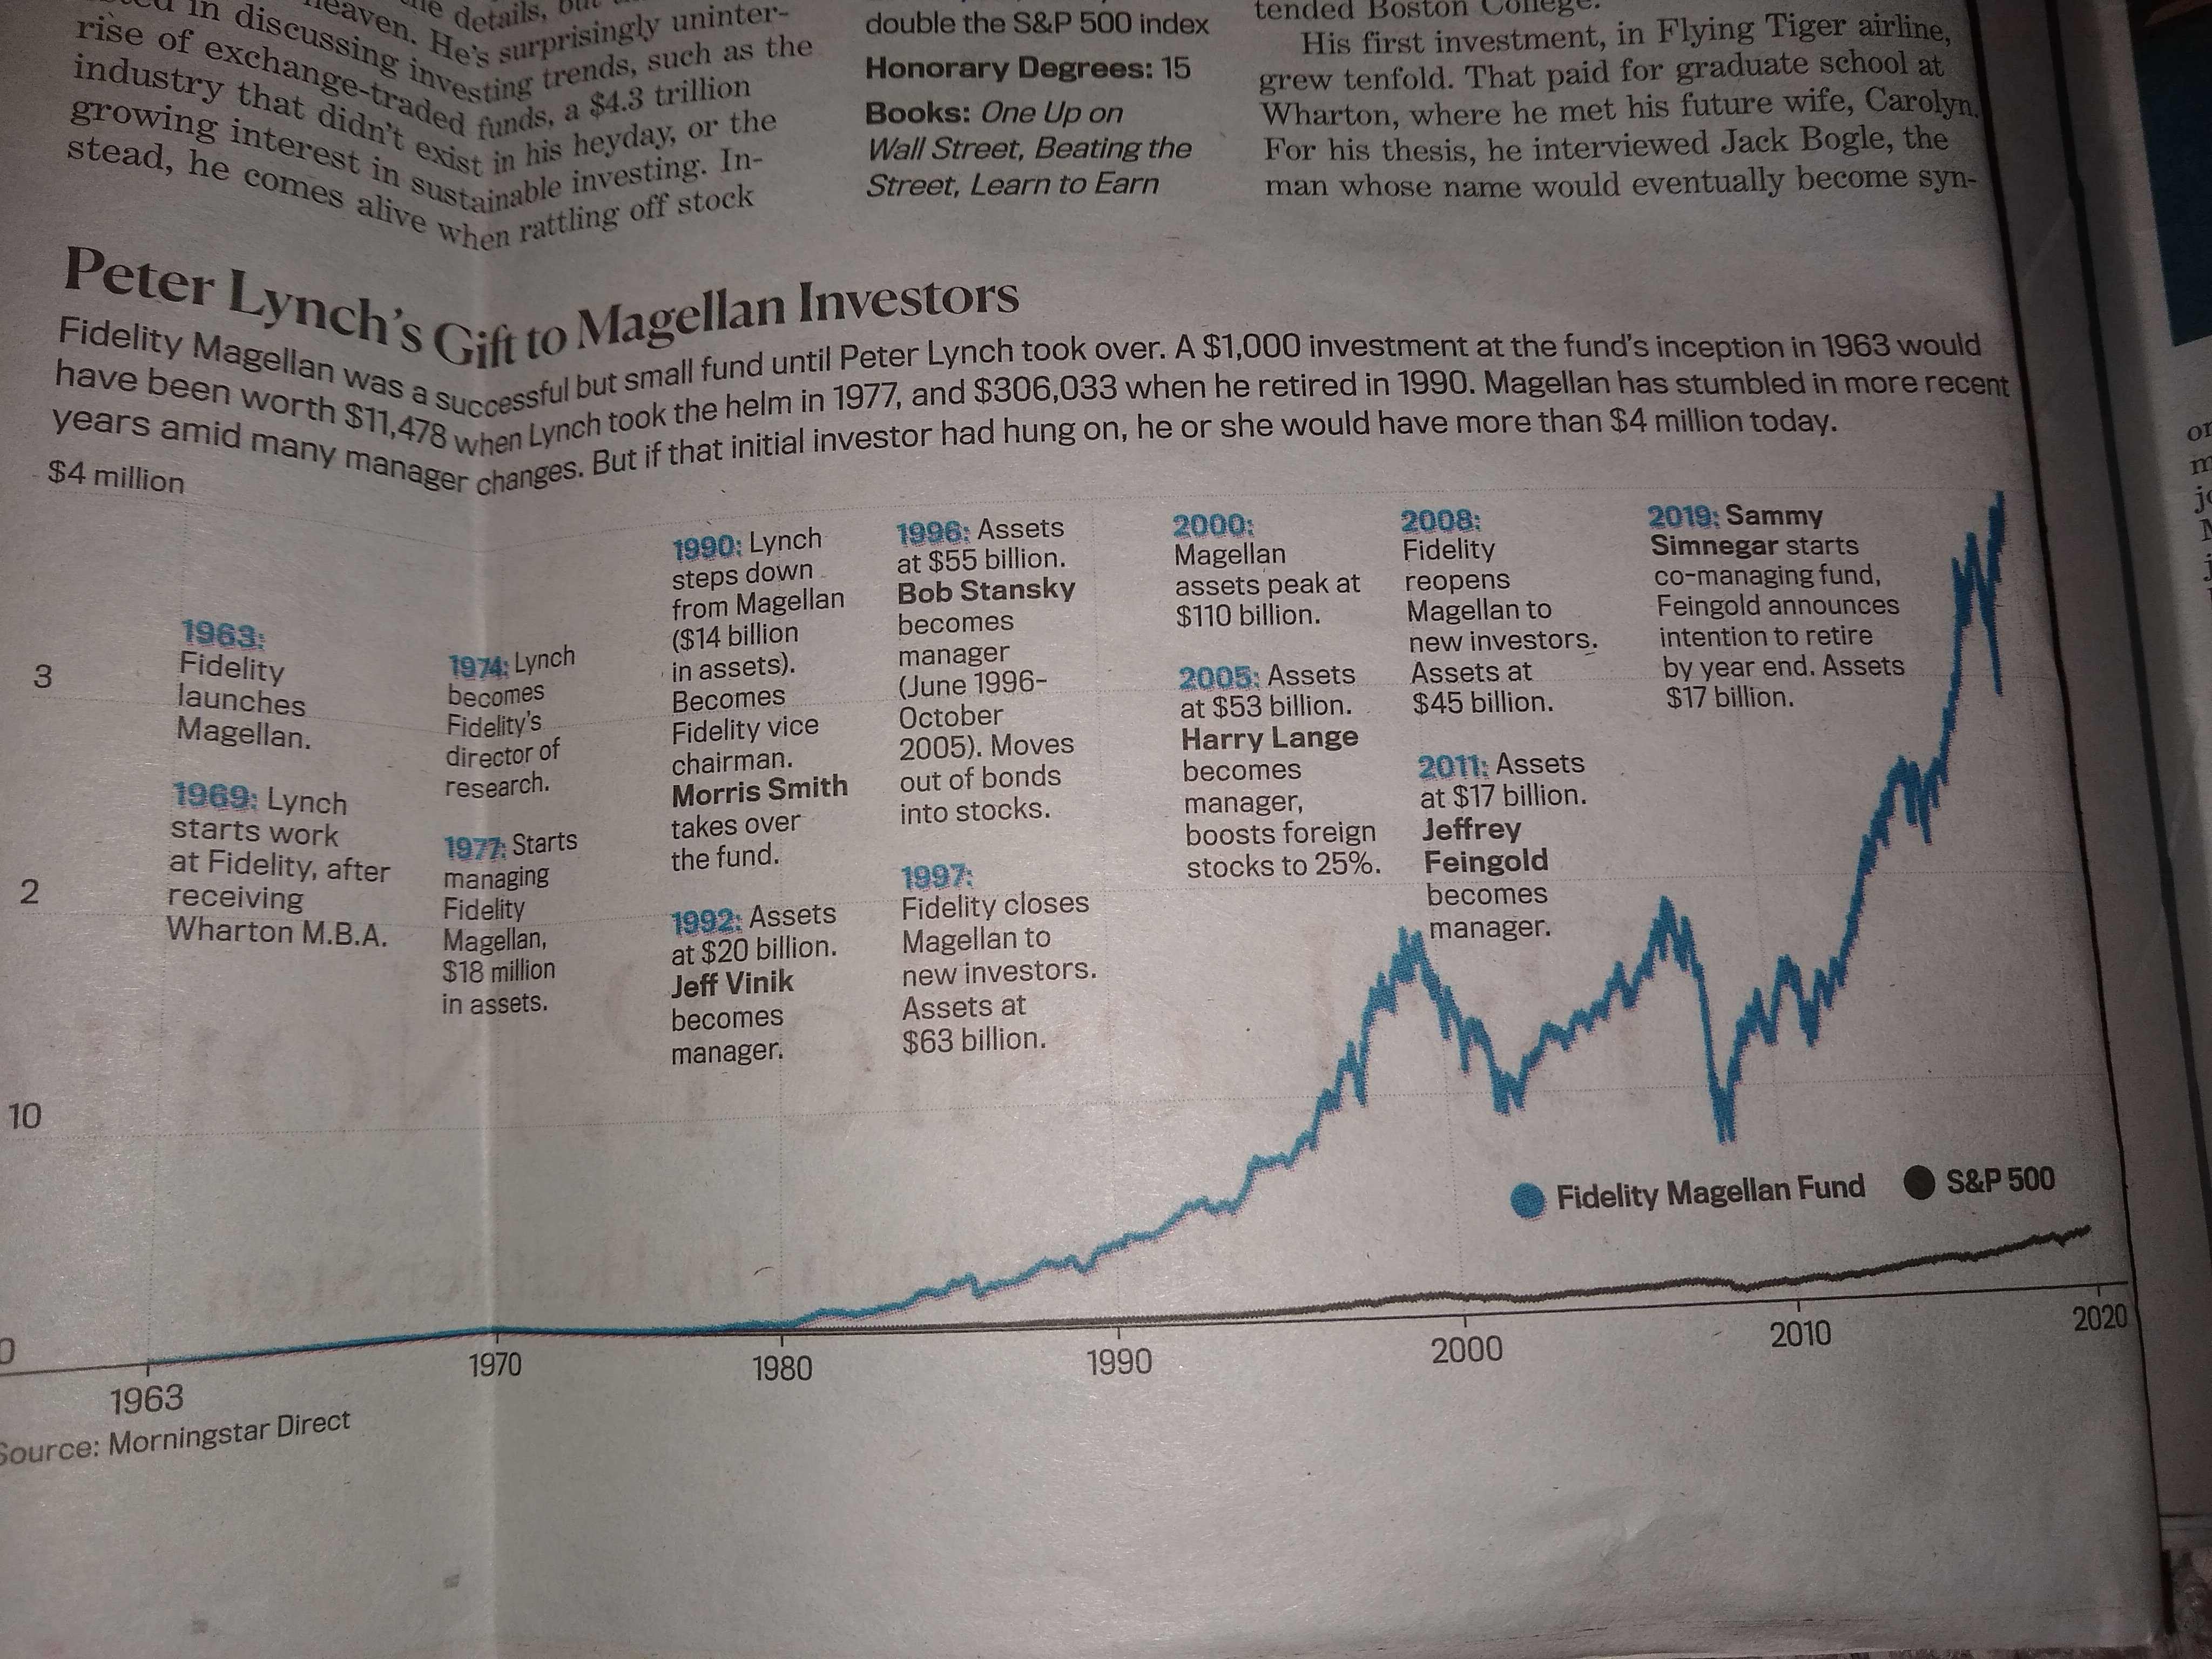 heaven. He's surprisingly uninter-
in discussing investing trends, such as the
rise of exchange-traded funds, a $4.3 trillion
industry that didn't exist in his heyday, or the
growing interest in sustainable investing. In-
stead, he comes alive when rattling off stock
double the S&P 500 index
Honorary Degrees: 15
Books: One Up on
Wall Street, Beating the
Street, Learn to Earn
tended Boston College.
His first investment, in Flying Tiger airline,
grew tenfold. That paid for graduate school at
Wharton, where he met his future wife, Carolyn.
For his thesis, he interviewed Jack Bogle, the
man whose name would eventually become syn-
Peter Lynch's Gift to Magellan Investors
Fidelity Magellan was a successful but small fund until Peter Lynch took over. A $1,000 investment at the fund's inception in 1963 would
have been worth $11,478 when Lynch took the helm in 1977, and $306,033 when he retired in 1990. Magellan has stumbled in more recent
years amid many manager changes. But if that initial investor had hung on, he or she would have more than $4 million today.
$4 million
3
2
10
0
1963:
Fidelity
launches
Magellan.
1969: Lynch
starts work
at Fidelity, after
receiving
Wharton M.B.A.
1974: Lynch
becomes
Fidelity's
director of
research.
1977: Starts
managing
Fidelity
Magellan,
$18 million
in assets.
1990: Lynch
steps down
from Magellan
($14 billion
in assets).
Becomes
Fidelity vice
chairman.
Morris Smith
takes over
the fund.
1992: Assets
at $20 billion.
Jeff Vinik
becomes
manager.
1996: Assets
at $55 billion.
Bob Stansky
becomes
manager
(June 1996–
October
2005). Moves
out of bonds
into stocks.
1997:
Fidelity closes
Magellan to
new investors.
Assets at
$63 billion.
2000:
Magellan
assets peak at
$110 billion.
2005: Assets
at $53 billion.
Harry Lange
becomes
manager,
boosts foreign
stocks to 25%.
2008:
Fidelity
reopens
Magellan to
new investors.
Assets at
$45 billion.
2011: Assets
at $17 billion.
Jeffrey
Feingold
becomes
manager.
2019: Sammy
Simnegar starts
co-managing fund,
Feingold announces
intention to retire
by year end. Assets
$17 billion.
Fidelity Magellan Fund
S&P 500
1963
1970
1980
1990
2000
2010
2020
Source: Morningstar Direct